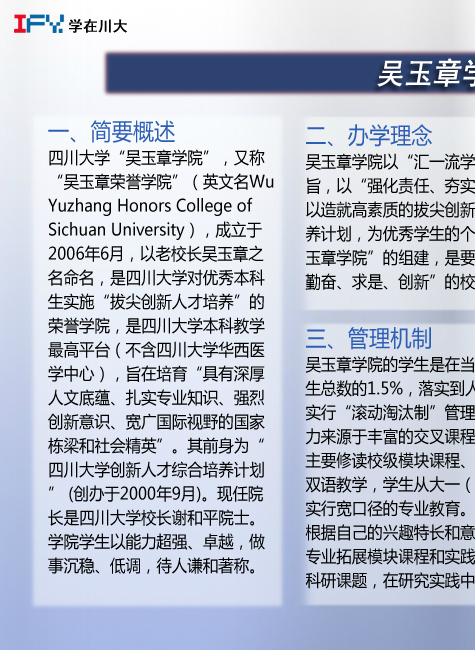 IFY. 学在川大
吴玉章学
一、简要概述
四川大学“吴玉章学院”，又称
“吴玉章荣誉学院”（英文名Wu
Yuzhang Honors College of
Sichuan University），成立于
2006年6月，以老校长吴玉章之
名命名，是四川大学对优秀本科
生实施“拔尖创新人才培养”的
荣誉学院，是四川大学本科教学
最高平台（不含四川大学华西医
学中心），旨在培育“具有深厚
人文底蕴、扎实专业知识、强烈
创新意识、宽广国际视野的国家
栋梁和社会精英”。其前身为“
四川大学创新人才综合培养计划
” (创办于2000年9月)。现任院
长是四川大学校长谢和平院士。
学院学生以能力超强、卓越，做
事沉稳、低调，待人谦和著称。
二、办学理念
吴玉章学院以“汇一流学
旨，以“强化责任、夯实
以造就高素质的拔尖创新
养计划，为优秀学生的个
玉章学院”的组建，是要
勤奋、求是、创新”的校
三、管理机制
吴玉章学院的学生是在当
生总数的1.5%，落实到人
实行“滚动淘汰制”管理
力来源于丰富的交叉课程
主要修读校级模块课程、
双语教学，学生从大一（
实行宽口径的专业教育。
根据自己的兴趣特长和意
专业拓展模块课程和实践
科研课题，在研究实践中